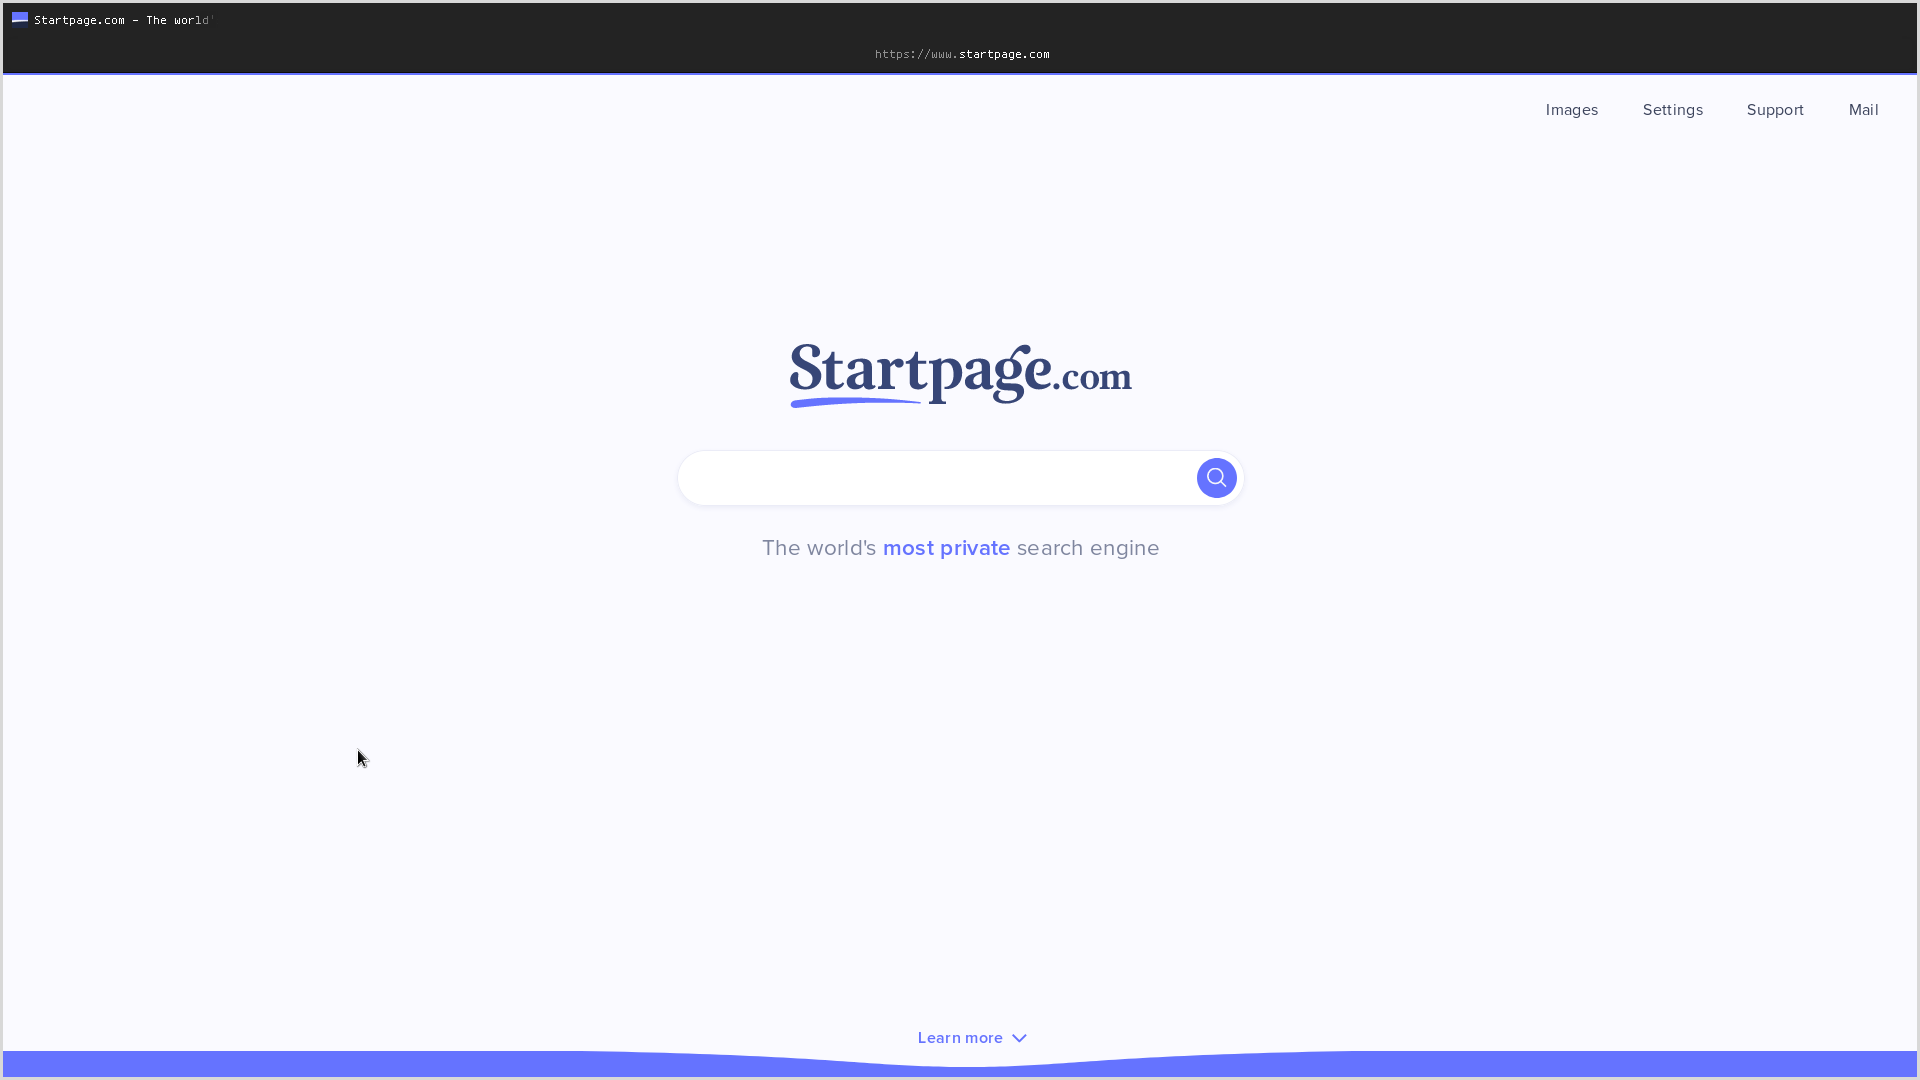 Startpage.com - The world'
https://www.startpage.com
Images Settings Support Mail
Startpage.com
The world's most private search engine
Learn more